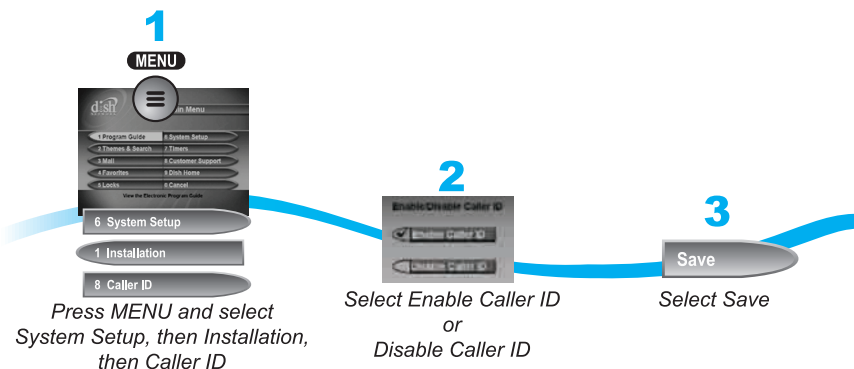 1
MENU
dish
NETWORK
Main Menu
1 Program Guide
6 System Setup
2 Themes & Search
7 Timers
3 Mail
8 Customer Support
4 Favorites
9 Dish Home
5 Locks
0 Cancel
View the Electronic Program Guide
6 System Setup
1 Installation
8 Caller ID
Press MENU and select
System Setup, then Installation,
then Caller ID
2
Enable/Disable Caller ID
Enable Caller ID
Disable Caller ID
Select Enable Caller ID
or
Disable Caller ID
3
Save
Select Save